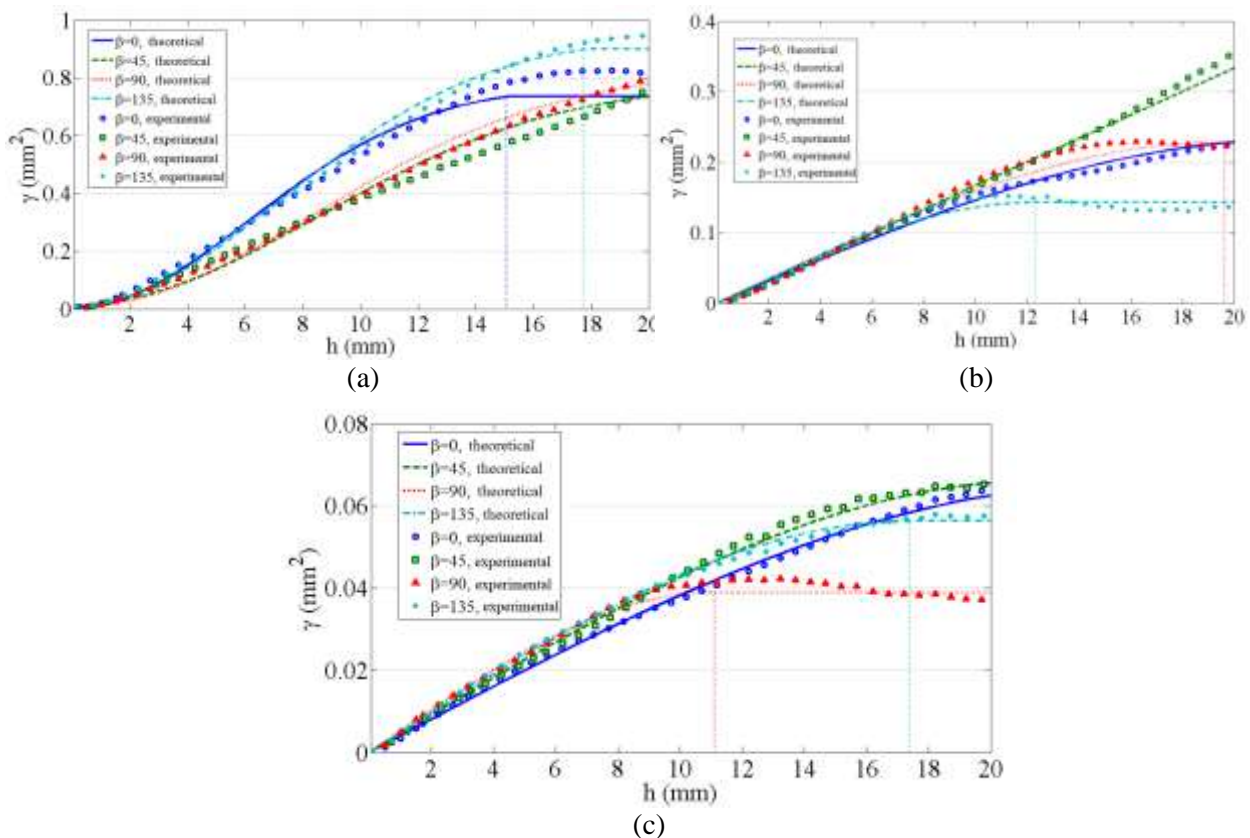 1
0.8
0.6
0.4
0.2
0
γ (mm²)
β=0, theoretical
β=45, theoretical
β=90, theoretical
β=135, theoretical
β=0, experimental
β=45, experimental
β=90, experimental
β=135, experimental
2 4 6 8 10 12 14 16 18 20
h (mm)
(a)
0.4
0.3
0.2
0.1
0
γ (mm²)
β=0, theoretical
β=45, theoretical
β=90, theoretical
β=135, theoretical
β=0, experimental
β=45, experimental
β=90, experimental
β=135, experimental
2 4 6 8 10 12 14 16 18 20
h (mm)
(b)
0.08
0.06
0.04
0.02
0
γ (mm²)
β=0, theoretical
β=45, theoretical
β=90, theoretical
β=135, theoretical
β=0, experimental
β=45, experimental
β=90, experimental
β=135, experimental
2 4 6 8 10 12 14 16 18 20
h (mm)
(c)